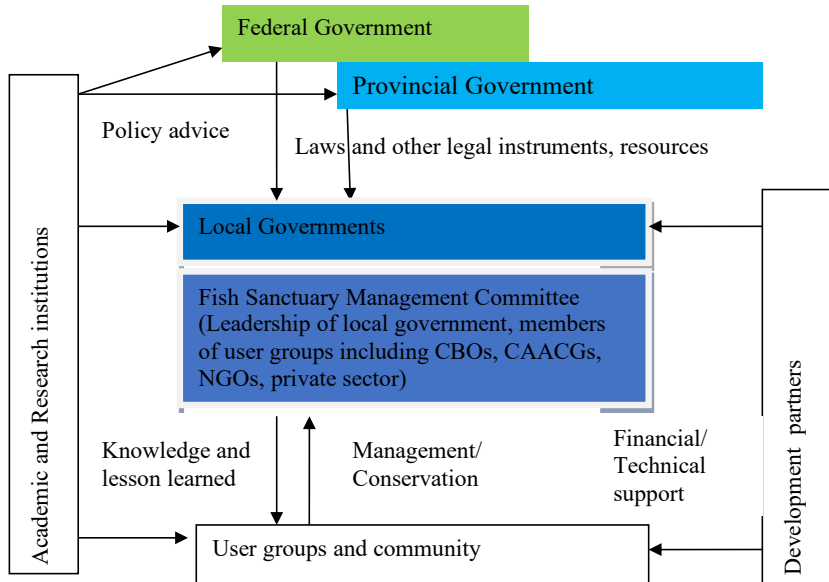 Federal Government
Provincial Government
Policy advice
Laws and other legal instruments, resources
Academic and Research institutions
Local Governments
Fish Sanctuary Management Committee
(Leadership of local government, members
of user groups including CBOs, CAACGs,
NGOs, private sector)
Knowledge and
lesson learned
Management/
Conservation
Financial/
Technical
support
Development partners
User groups and community